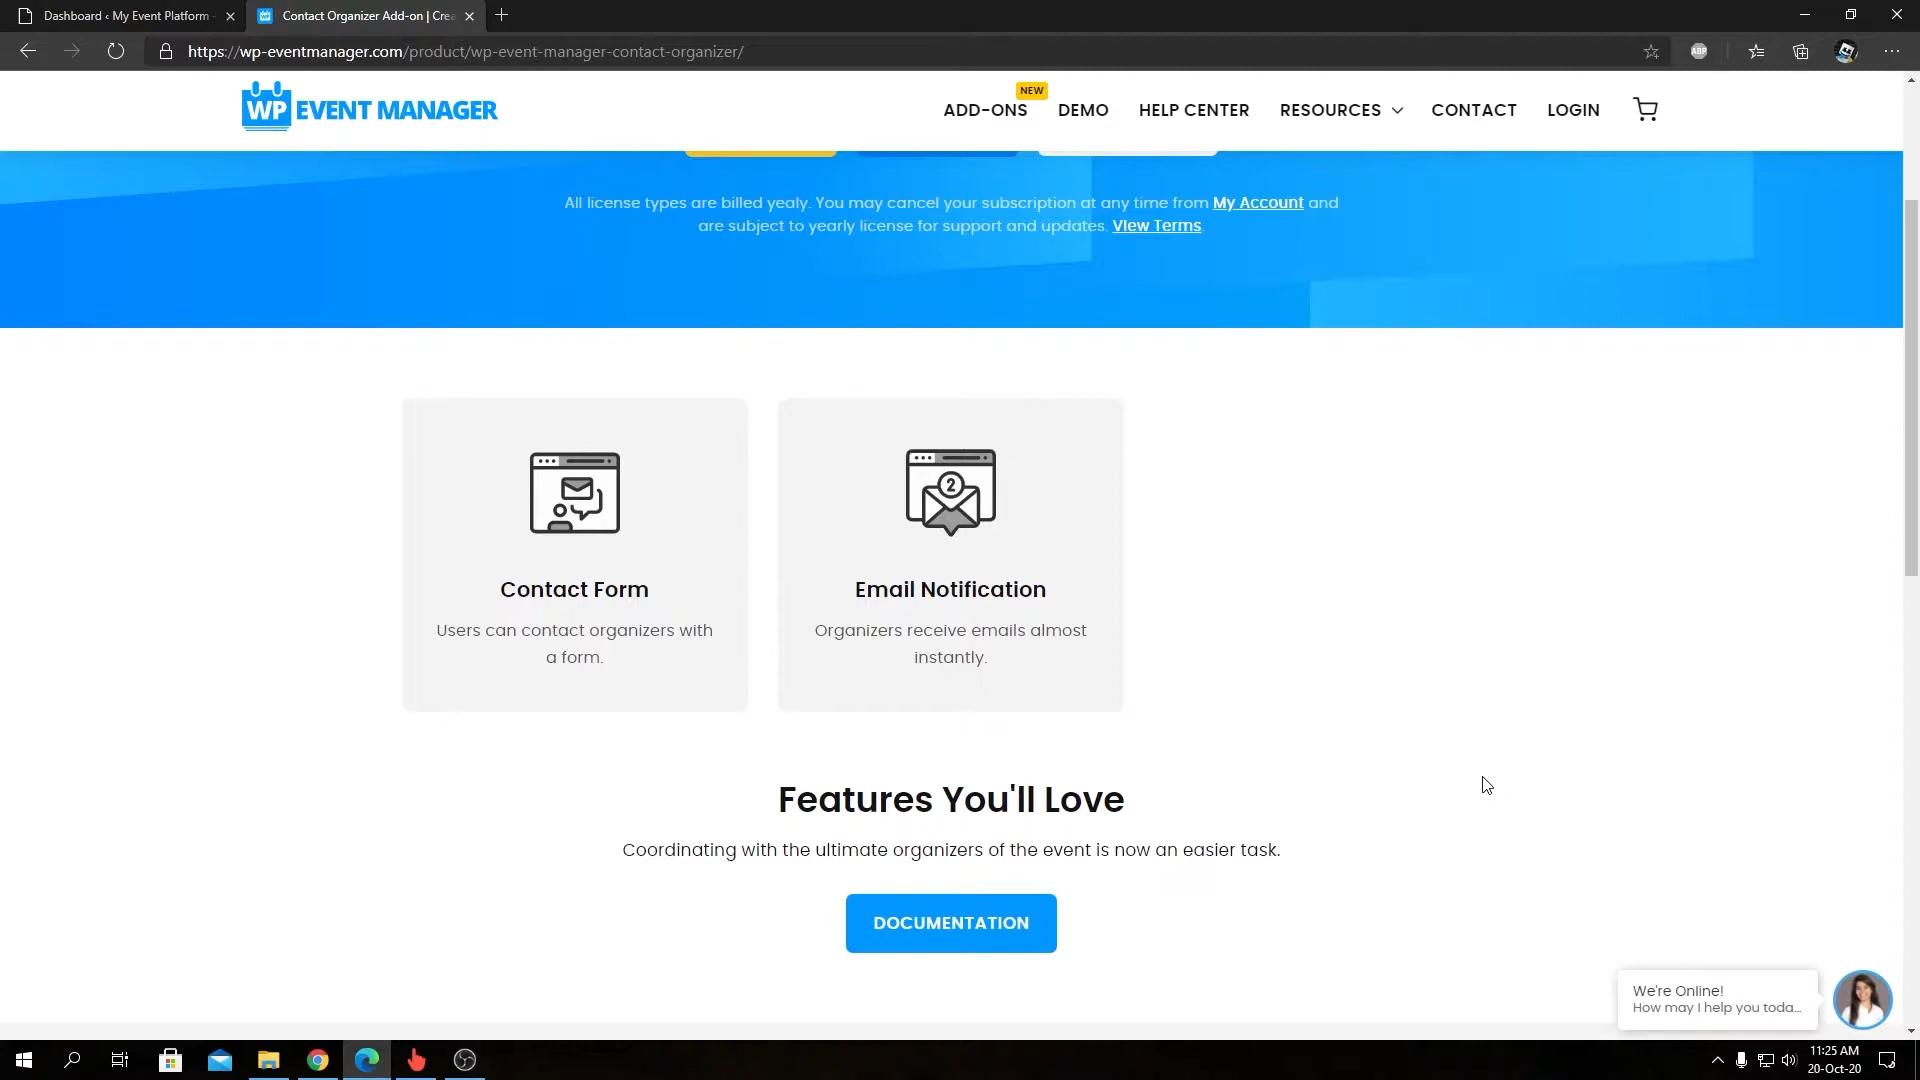 Dashboard ‹ My Event Platform -
Contact Organizer Add-on | Crea
https://wp-eventmanager.com/product/wp-event-manager-contact-organizer/
ABP
WP EVENT MANAGER
NEW
ADD-ONS
DEMO
HELP CENTER
RESOURCES
CONTACT
LOGIN
All license types are billed yealy. You may cancel your subscription at any time from My Account and
are subject to yearly license for support and updates. View Terms.
2
Contact Form
Users can contact organizers with
a form.
Email Notification
Organizers receive emails almost
instantly.
Features You'll Love
Coordinating with the ultimate organizers of the event is now an easier task.
DOCUMENTATION
We're Online!
How may I help you toda...
11:25 AM
20-Oct-20